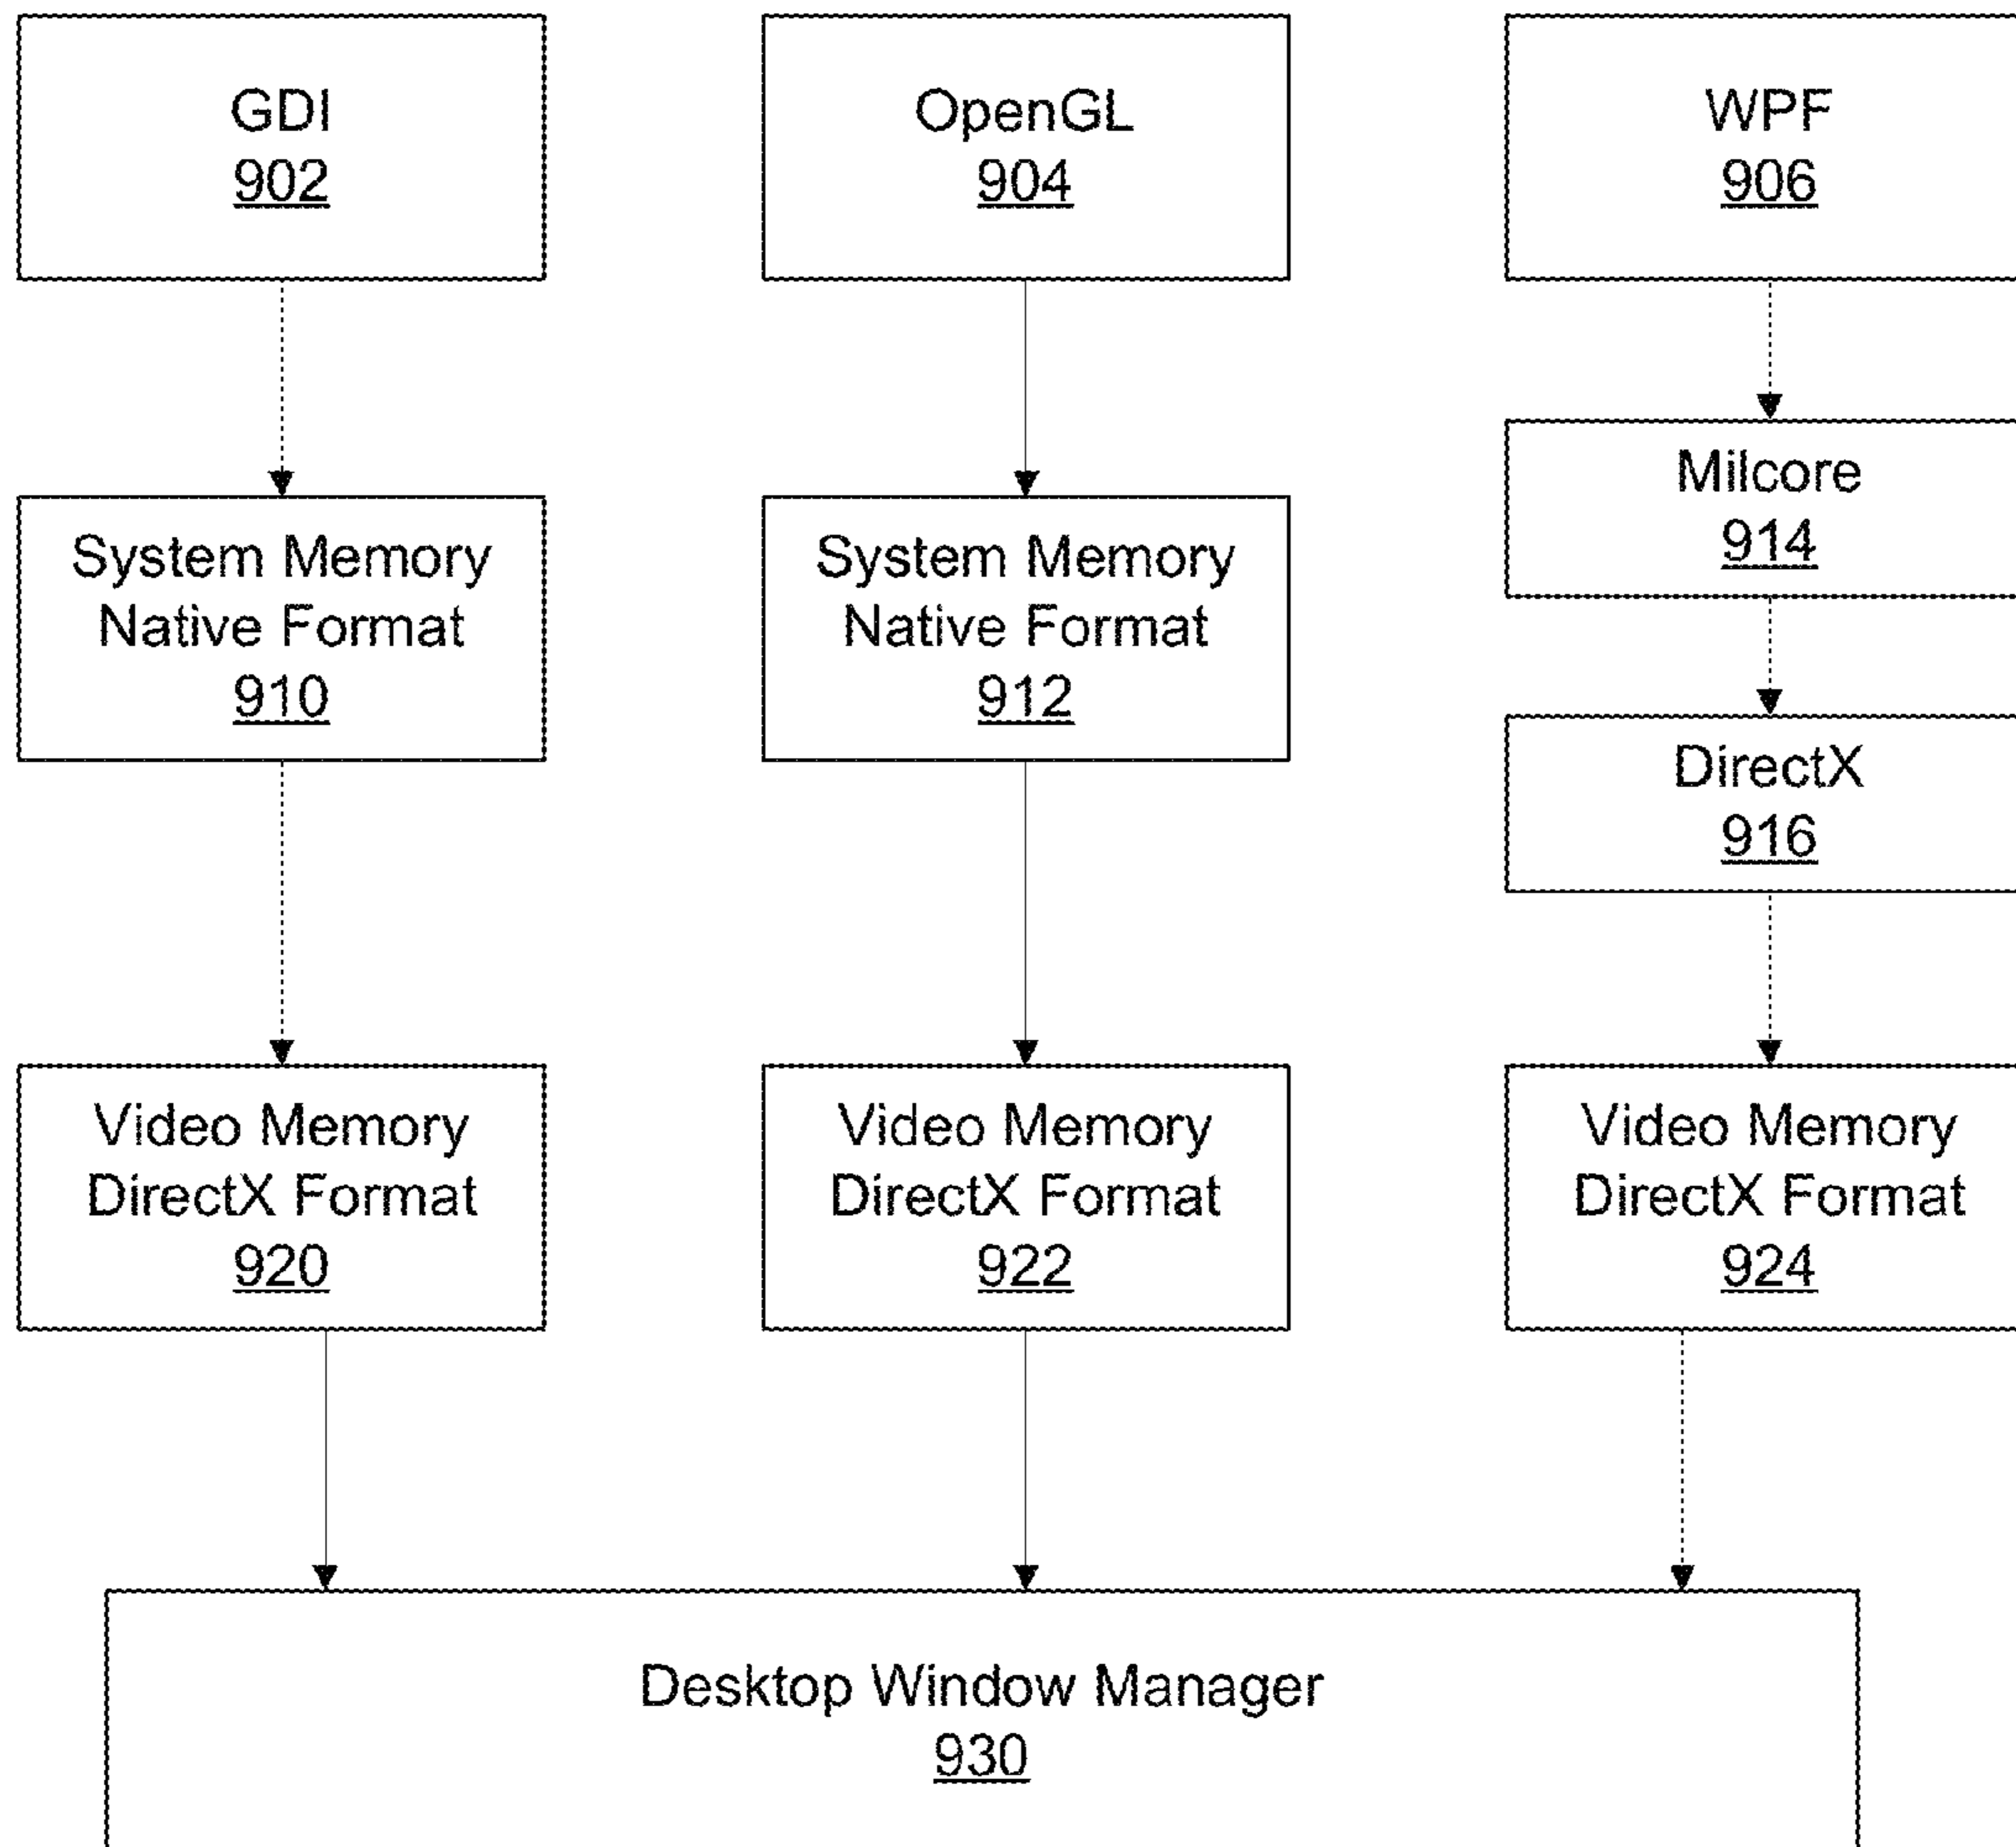 GDI
902
OpenGL
904
WPF
906
System Memory
Native Format
910
System Memory
Native Format
912
Milcore
914
DirectX
916
Video Memory
DirectX Format
920
Video Memory
DirectX Format
922
Video Memory
DirectX Format
924
Desktop Window Manager
930